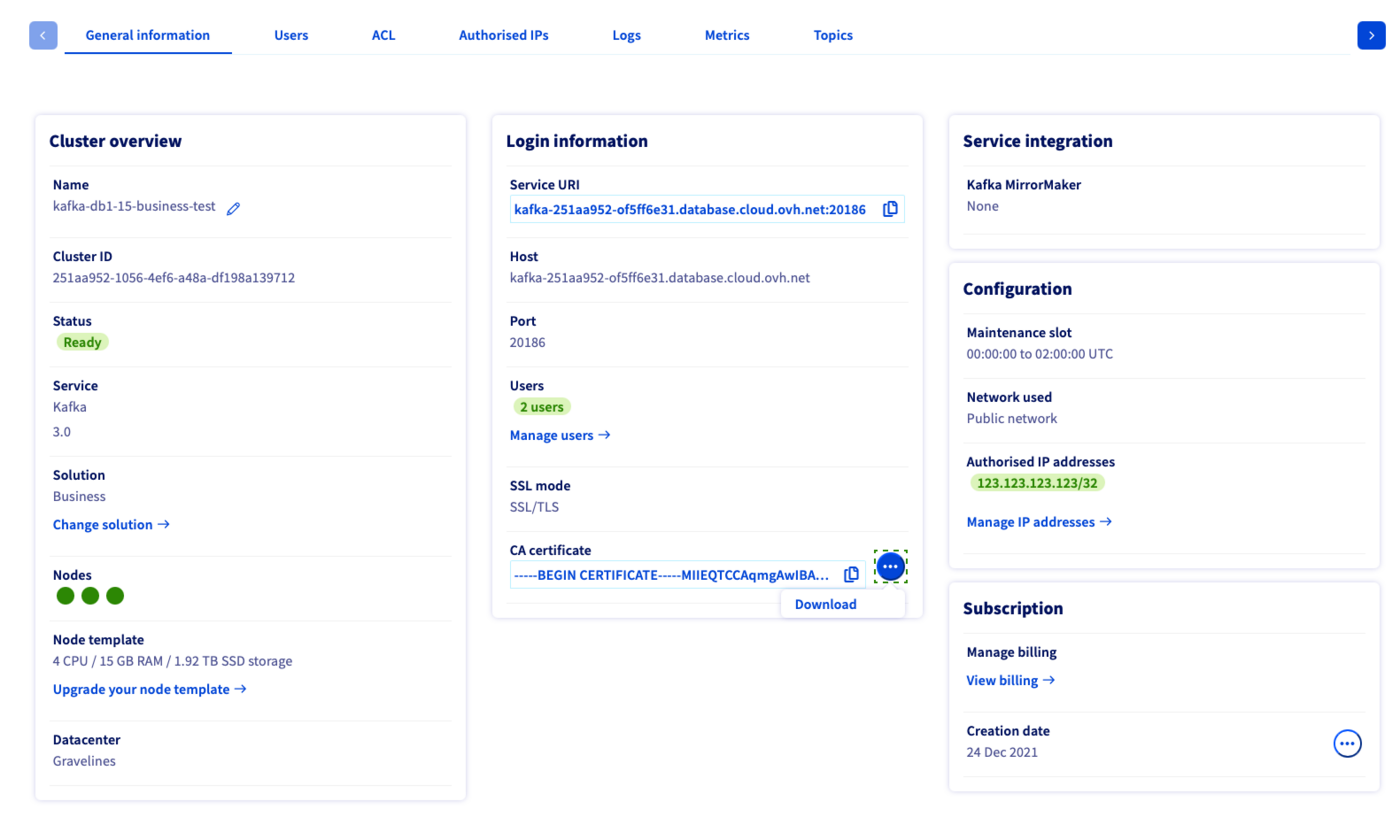 General information
Users
ACL
Authorised IPs
Logs
Metrics
Topics
Cluster overview
Name
kafka-db1-15-business-test
Cluster ID
251aa952-1056-4ef6-a48a-df198a139712
Status
Ready
Service
Kafka
3.0
Solution
Business
Change solution →
Nodes
Node template
4 CPU / 15 GB RAM / 1.92 TB SSD storage
Upgrade your node template →
Datacenter
Gravelines
Login information
Service URI
kafka-251aa952-of5ff6e31.database.cloud.ovh.net:20186
Host
kafka-251aa952-of5ff6e31.database.cloud.ovh.net
Port
20186
Users
2 users
Manage users →
SSL mode
SSL/TLS
CA certificate
-----BEGIN CERTIFICATE-----MIIEQTCCAqmgAwIBA...
Download
Service integration
Kafka MirrorMaker
None
Configuration
Maintenance slot
00:00:00 to 02:00:00 UTC
Network used
Public network
Authorised IP addresses
123.123.123.123/32
Manage IP addresses →
Subscription
Manage billing
View billing →
Creation date
24 Dec 2021